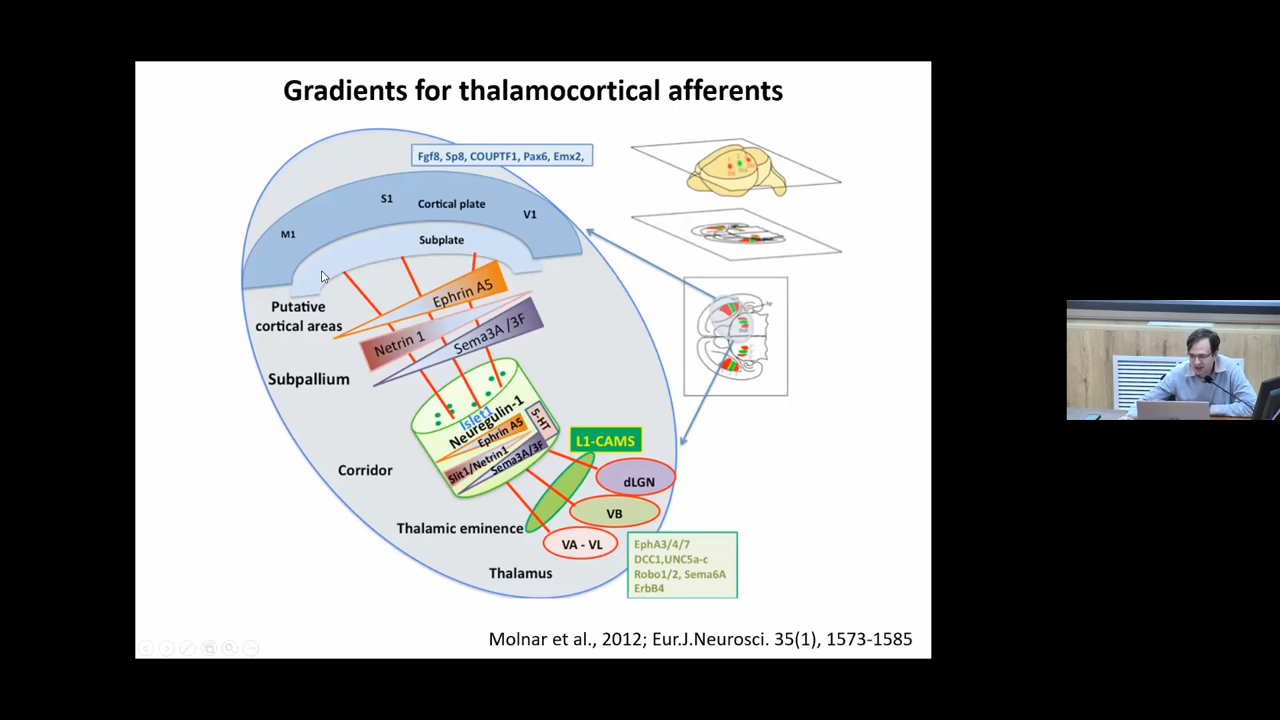 Gradients for thalamocortical afferents
Fgf8, Sp8, COUPTF1, Pax6, Emx2,
S1
Cortical plate
V1
M1
Subplate
Putative
cortical areas
Ephrin A5
Netrin 1
Sema3A /3F
Subpallium
Islet1
Neuregulin-1
5-HT
Ephrin A5
Slit1/Netrin1
Sema3A/3F
L1-CAMS
Corridor
dLGN
VB
Thalamic eminence
VA - VL
EphA3/4/7
DCC1,UNC5a-c
Robo1/2, Sema6A
ErbB4
Thalamus
Molnar et al., 2012; Eur.J.Neurosci. 35(1), 1573-1585